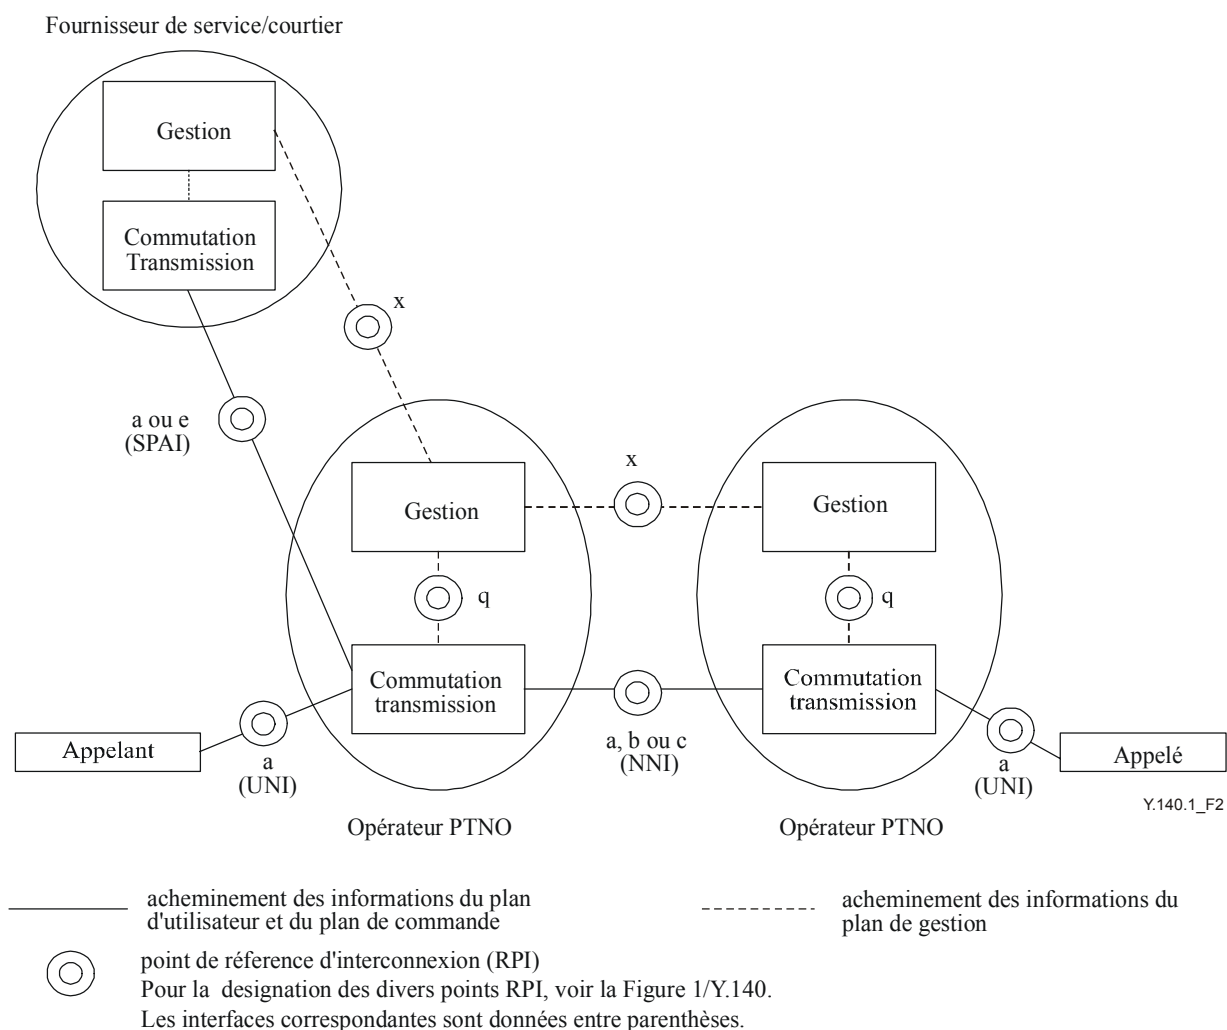 Fournisseur de service/courtier
Gestion
Commutation
Transmission
x
a ou e
(SPAI)
x
Gestion
Gestion
q
q
Commutation
transmission
Commutation
transmission
Appelant
a
(UNI)
a, b ou c
(NNI)
a
(UNI)
Appelé
Y.140.1_F2
Opérateur PTNO
Opérateur PTNO
acheminement des informations du plan
d'utilisateur et du plan de commande
acheminement des informations du
plan de gestion
point de réference d'interconnexion (RPI)
Pour la designation des divers points RPI, voir la Figure 1/Y.140.
Les interfaces correspondantes sont données entre parenthèses.